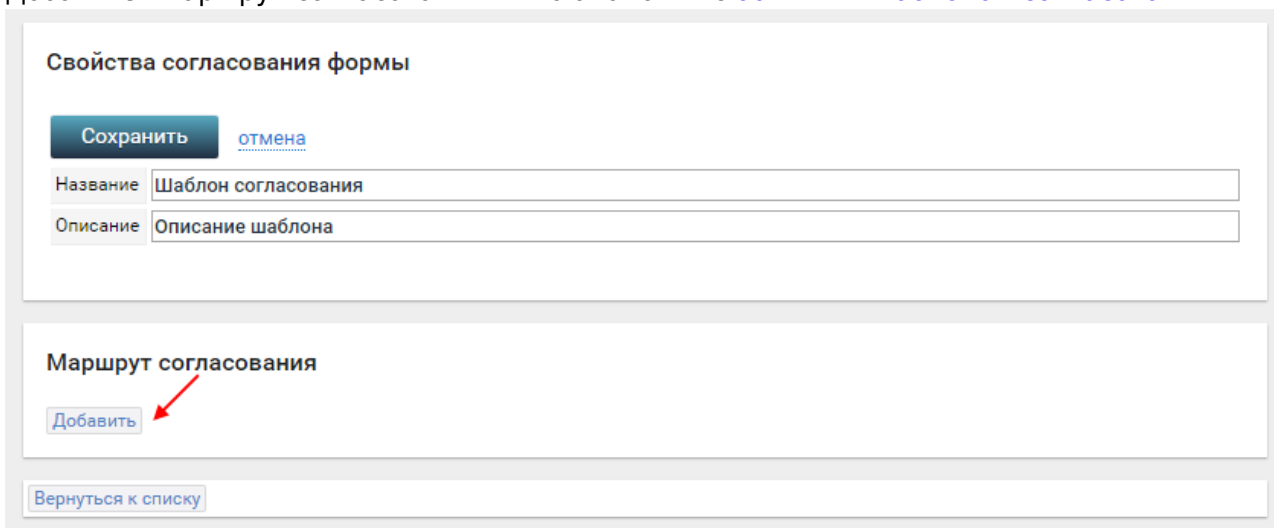 Свойства согласования формы
Сохранить отмена
Название Шаблон согласования
Описание Описание шаблона
Маршрут согласования
Добавить
Вернуться к списку